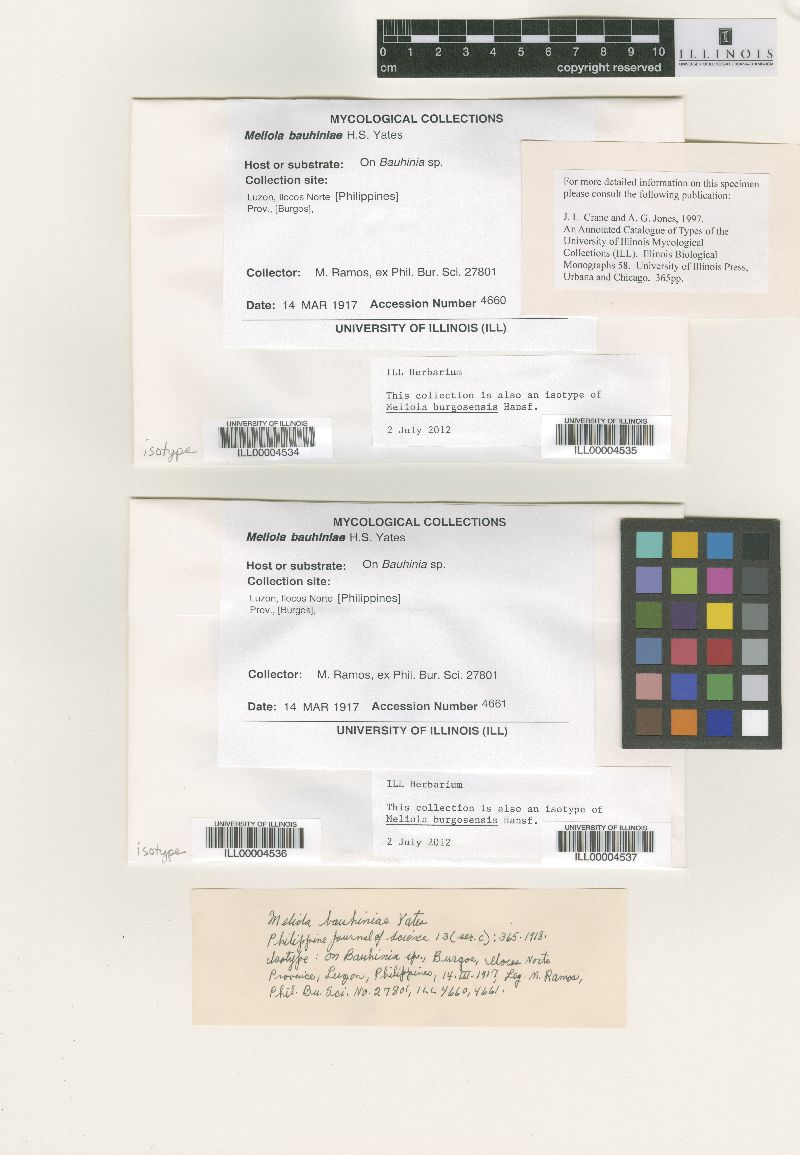 0 1 2 3 4 5 6 7 8 9 10
cm copyright reserved
I
ILLINOIS
MYCOLOGICAL COLLECTIONS
Meliola bauhiniae H.S. Yates
Host or substrate: On Bauhinia sp.
Collection site:
Luzon, Ilocos Norte [Philippines]
Prov., [Burgos],
Collector: M. Ramos, ex Phil. Bur. Sci. 27801
Date: 14 MAR 1917 Accession Number 4660
UNIVERSITY OF ILLINOIS (ILL)
For more detailed information on this specimen
please consult the following publication:
J. L. Crane and A. G. Jones, 1997.
An Annotated Catalogue of Types of the
University of Illinois Mycological
Collections (ILL). Illinois Biological
Monographs 58. University of Illinois Press,
Urbana and Chicago. 365pp.
ILL Herbarium
This collection is also an isotype of
Meliola burgosensis Hansf.
2 July 2012
isotype
UNIVERSITY OF ILLINOIS
ILL00004534
UNIVERSITY OF ILLINOIS
ILL00004535
MYCOLOGICAL COLLECTIONS
Meliola bauhiniae H.S. Yates
Host or substrate: On Bauhinia sp.
Collection site:
Luzon, Ilocos Norte [Philippines]
Prov., [Burgos],
Collector: M. Ramos, ex Phil. Bur. Sci. 27801
Date: 14 MAR 1917 Accession Number 4661
UNIVERSITY OF ILLINOIS (ILL)
ILL Herbarium
This collection is also an isotype of
Meliola burgosensis Hansf.
2 July 2012
isotype
UNIVERSITY OF ILLINOIS
ILL00004536
UNIVERSITY OF ILLINOIS
ILL00004537
Meliola bauhiniae Yates
Philippine Journal of Science 13 (ser. c): 365. 1918.
Isotype: on Bauhinia sp., Burgos, Ilocos Norte
Province, Luzon, Philippines, 14. III. 1917, Leg. M. Ramos,
Phil. Bu. Sci. No. 27801, ILL 4660, 4661.